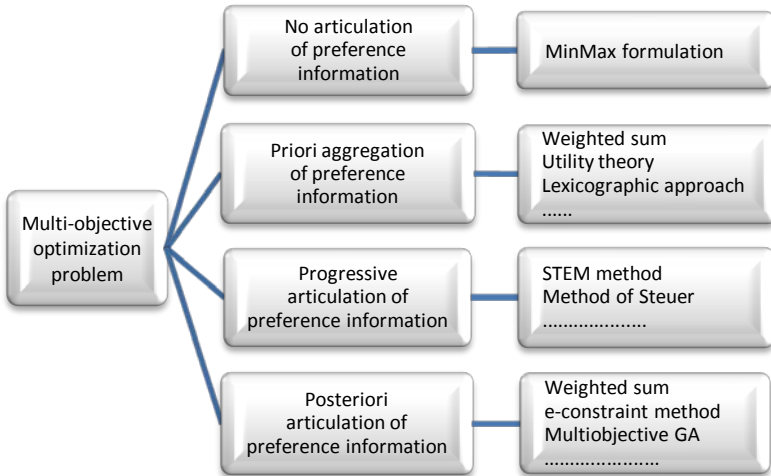 No articulation
of preference
information
MinMax formulation
Priori aggregation
of preference
information
Weighted sum
Utility theory
Lexicographic approach
......
Multi-objective
optimization
problem
Progressive
articulation of
preference information
STEM method
Method of Steuer
....................
Posteriori
articulation of
preference information
Weighted sum
e-constraint method
Multiobjective GA
......................